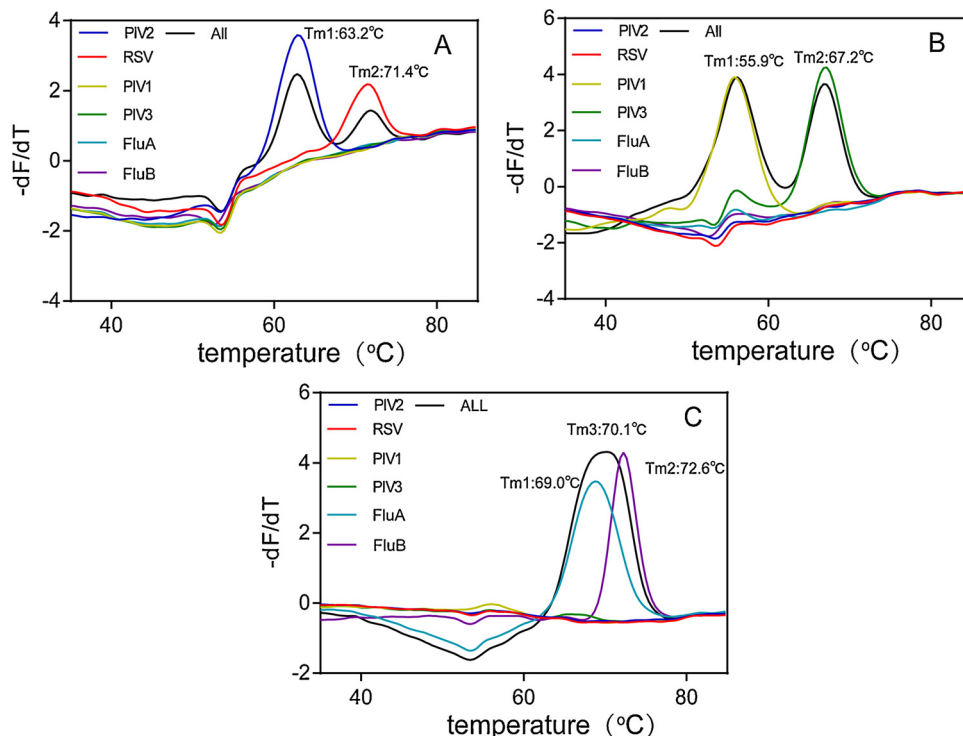 A
PIV2 All
RSV
PIV1
PIV3
FluA
FluB
Tm1:63.2℃
Tm2:71.4℃
4
2
0
-2
-4
-dF/dT
40 60 80
temperature (℃)
B
PIV2 All
RSV
PIV1
PIV3
FluA
FluB
Tm1:55.9℃ Tm2:67.2℃
6
4
2
0
-2
-4
-6
-dF/dT
40 60 80
temperature (℃)
C
PIV2 ALL
RSV
PIV1
PIV3
FluA
FluB
Tm3:70.1℃
Tm1:69.0℃ Tm2:72.6℃
6
4
2
0
-2
-dF/dT
40 60 80
temperature (℃)